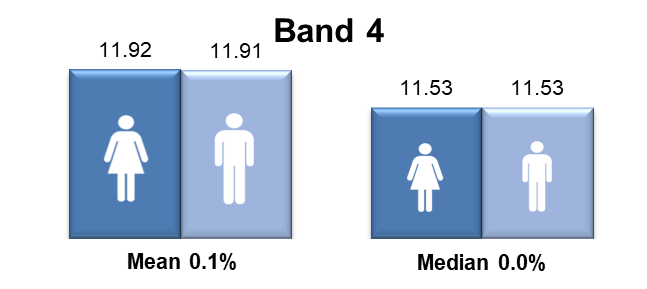 Band 4
11.92 11.91
11.53 11.53
Mean 0.1%
Median 0.0%